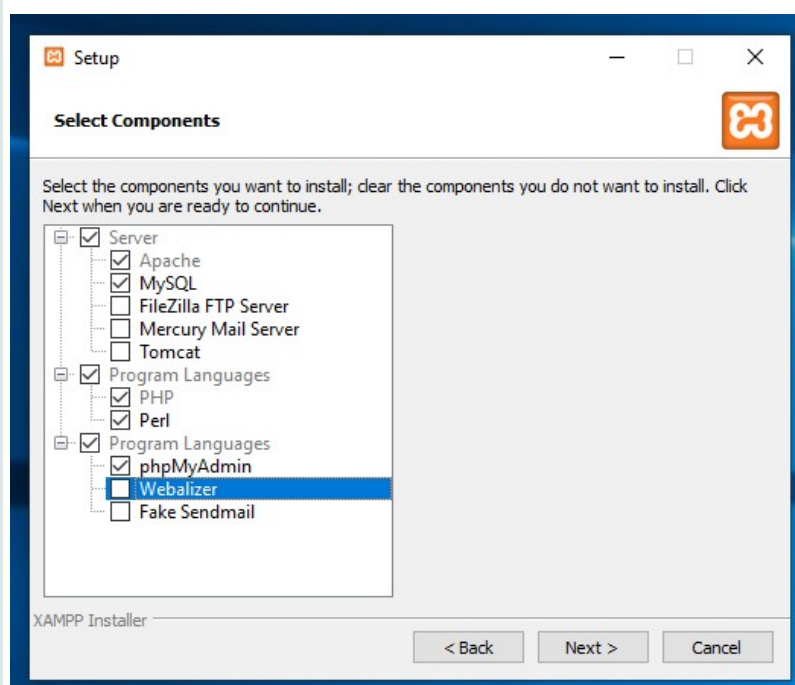 Setup
Select Components
Select the components you want to install; clear the components you do not want to install. Click
Next when you are ready to continue.
Server
Apache
MySQL
FileZilla FTP Server
Mercury Mail Server
Tomcat
Program Languages
PHP
Perl
Program Languages
phpMyAdmin
Webalizer
Fake Sendmail
XAMPP Installer
< Back
Next >
Cancel